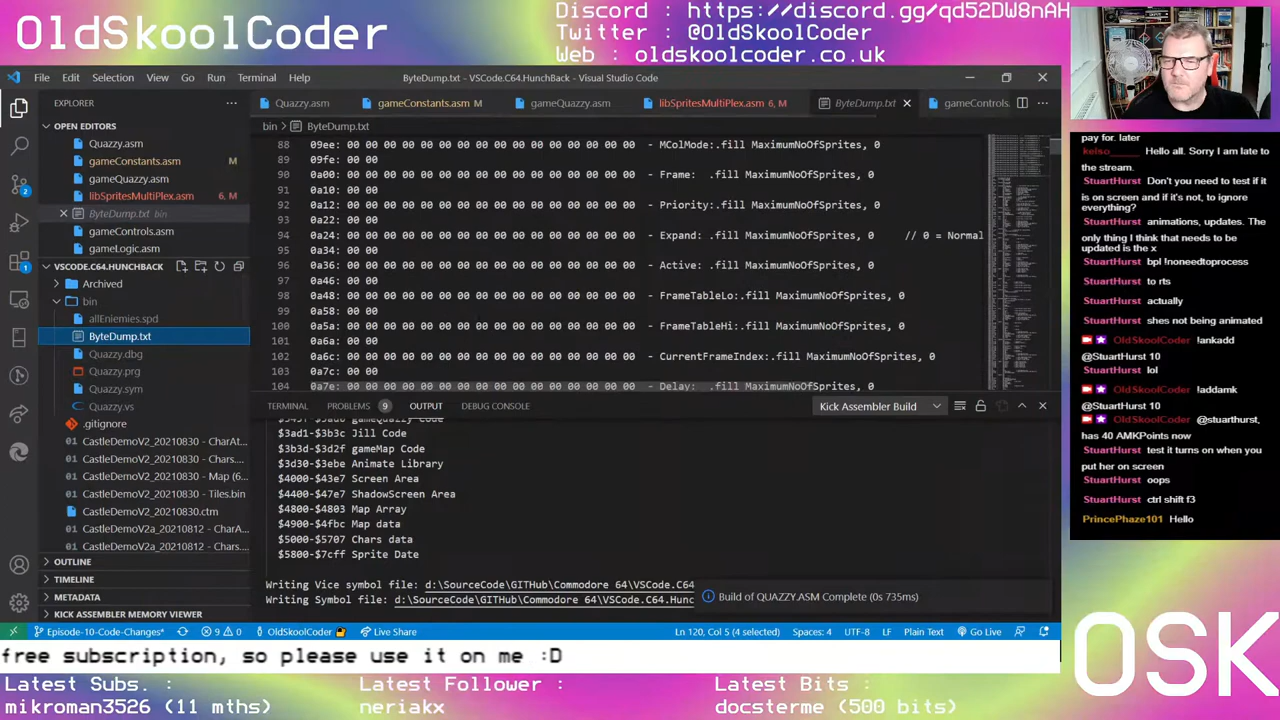 OldSkoolCoder
Discord : https://discord.gg/qd52DW8nAH
Twitter : @OldSkoolCoder
Web : oldskoolcoder.co.uk
File Edit Selection View Go Run Terminal Help
ByteDump.txt - VSCode.C64.HunchBack - Visual Studio Code
EXPLORER
OPEN EDITORS
Quazzy.asm
gameConstants.asm M
gameQuazzy.asm
libSpritesMultiPlex.asm 6, M
ByteDump.txt bin
gameControls.asm
gameLogic.asm
VSCODE.C64.HUNCHBACK
Archived
bin
allEniemies.spd
ByteDump.txt
Quazzy.dbg
Quazzy.prg
Quazzy.sym
Quazzy.vs
.gitignore
CastleDemoV2_20210830 - CharAt...
CastleDemoV2_20210830 - Chars....
CastleDemoV2_20210830 - Map (6...
CastleDemoV2_20210830 - Tiles.bin
CastleDemoV2_20210830.ctm
CastleDemoV2a_20210812 - CharA...
CastleDemoV2a_20210812 - Chars...
OUTLINE
TIMELINE
METADATA
KICK ASSEMBLER MEMORY VIEWER
Quazzy.asm gameConstants.asm M gameQuazzy.asm libSpritesMultiPlex.asm 6, M ByteDump.txt gameControls.
bin > ByteDump.txt
88 09ee: 00 00 00 00 00 00 00 00 00 00 00 00 00 00 00 00 - MColMode:.fill MaximumNoOfSprites, 0
89 09fe: 00 00
90 0a00: 00 00 00 00 00 00 00 00 00 00 00 00 00 00 00 00 - Frame: .fill MaximumNoOfSprites, 0
91 0a10: 00 00
92 0a12: 00 00 00 00 00 00 00 00 00 00 00 00 00 00 00 00 - Priority:.fill MaximumNoOfSprites, 0
93 0a22: 00 00
94 0a24: 00 00 00 00 00 00 00 00 00 00 00 00 00 00 00 00 - Expand: .fill MaximumNoOfSprites, 0 // 0 = Normal
95 0a34: 00 00
96 0a36: 00 00 00 00 00 00 00 00 00 00 00 00 00 00 00 00 - Active: .fill MaximumNoOfSprites, 0
97 0a46: 00 00
98 0a48: 00 00 00 00 00 00 00 00 00 00 00 00 00 00 00 00 - FrameTableLo:.fill MaximumNoOfSprites, 0
99 0a58: 00 00
100 0a5a: 00 00 00 00 00 00 00 00 00 00 00 00 00 00 00 00 - FrameTableHi:.fill MaximumNoOfSprites, 0
101 0a6a: 00 00
102 0a6c: 00 00 00 00 00 00 00 00 00 00 00 00 00 00 00 00 - CurrentFrameIndex:.fill MaximumNoOfSprites, 0
103 0a7c: 00 00
104 0a7e: 00 00 00 00 00 00 00 00 00 00 00 00 00 00 00 00 - Delay: .fill MaximumNoOfSprites, 0
TERMINAL PROBLEMS 9 OUTPUT DEBUG CONSOLE
Kick Assembler Build
gameQuazzy Code
$3ad1-$3b3c Jill Code
$3b3d-$3d2f gameMap Code
$3d30-$3ebe Animate Library
$4000-$43e7 Screen Area
$4400-$47e7 ShadowScreen Area
$4800-$4803 Map Array
$4900-$4fbc Map data
$5000-$5707 Chars data
$5800-$7cff Sprite Date
Writing Vice symbol file: d:\SourceCode\GITHub\Commodore 64\VSCode.C64
Writing Symbol file: d:\SourceCode\GITHub\Commodore 64\VSCode.C64.Hunc
Build of QUAZZY.ASM Complete (0s 735ms)
Episode-10-Code-Changes* 9 0 OldSkoolCoder Live Share Ln 120, Col 5 (4 selected) Spaces: 4 UTF-8 LF Plain Text Go Live
pay for. later
kelso_____ Hello all. Sorry I am late to
the stream.
StuartHurst Don't you need to test if it
is on screen and if it's not, to ignore
everything?
StuartHurst animations, updates. The
only thing I think that needs to be
updated is the x
StuartHurst bpl !noneedtoprocess
StuartHurst to rts
StuartHurst actually
StuartHurst shes not being animated
OldSkoolCoder !ankadd
@StuartHurst 10
StuartHurst lol
OldSkoolCoder !addamk
@StuartHurst 10
OldSkoolCoder @stuarthurst,
has 40 AMKPoints now
StuartHurst test it turns on when you
put her on screen
StuartHurst oops
StuartHurst ctrl shift f3
PrincePhaze101 Hello
free subscription, so please use it on me :D
OSK
Latest Subs. :
mikroman3526 (11 mths)
Latest Follower :
neriakx
Latest Bits :
docsterme (500 bits)